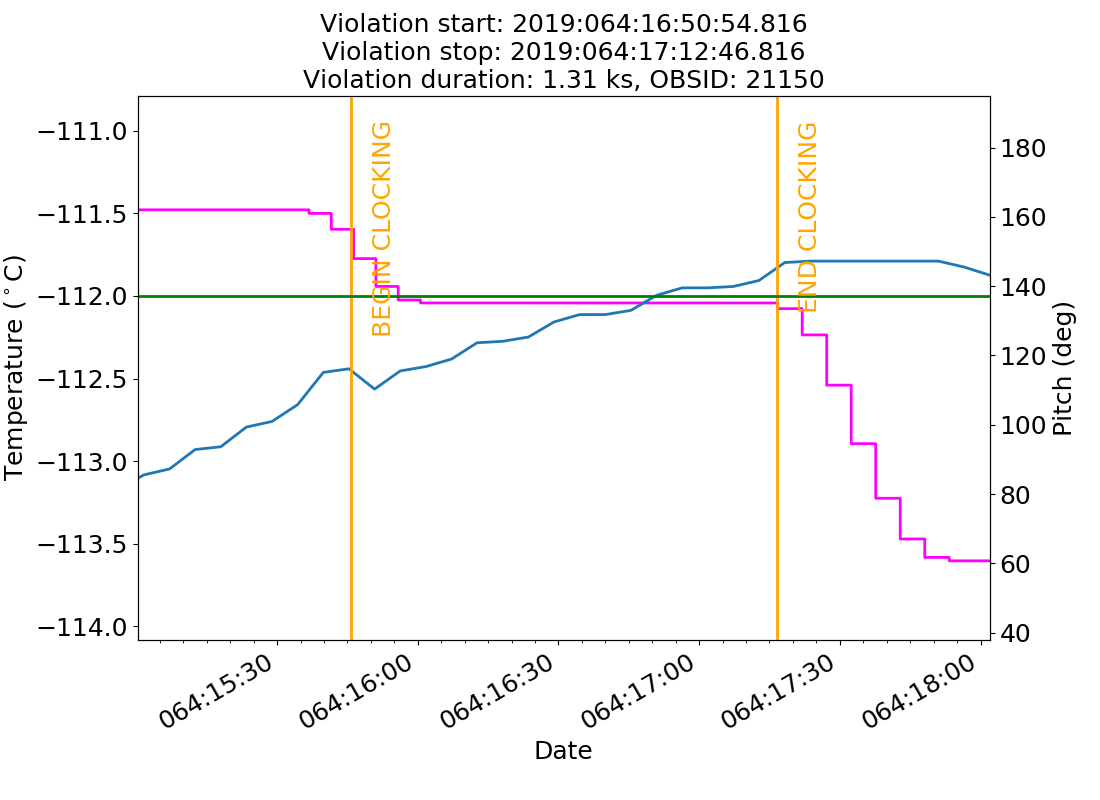 Violation start: 2019:064:16:50:54.816
Violation stop: 2019:064:17:12:46.816
Violation duration: 1.31 ks, OBSID: 21150
−111.0
−111.5
−112.0
−112.5
−113.0
−113.5
−114.0
Temperature (°C)
BEGIN CLOCKING
END CLOCKING
180
160
140
120
100
80
60
40
Pitch (deg)
064:15:30
064:16:00
064:16:30
064:17:00
064:17:30
064:18:00
Date